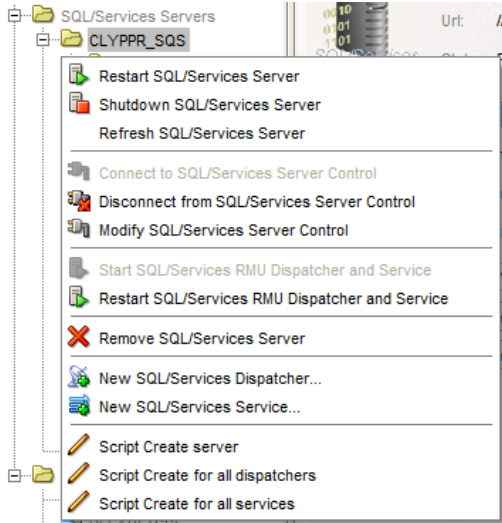 SQL/Services Servers
Url:
CLYPPR_SQS
Restart SQL/Services Server
Shutdown SQL/Services Server
Refresh SQL/Services Server
Connect to SQL/Services Server Control
Disconnect from SQL/Services Server Control
Modify SQL/Services Server Control
Start SQL/Services RMU Dispatcher and Service
Restart SQL/Services RMU Dispatcher and Service
Remove SQL/Services Server
New SQL/Services Dispatcher...
New SQL/Services Service...
Script Create server
Script Create for all dispatchers
Script Create for all services